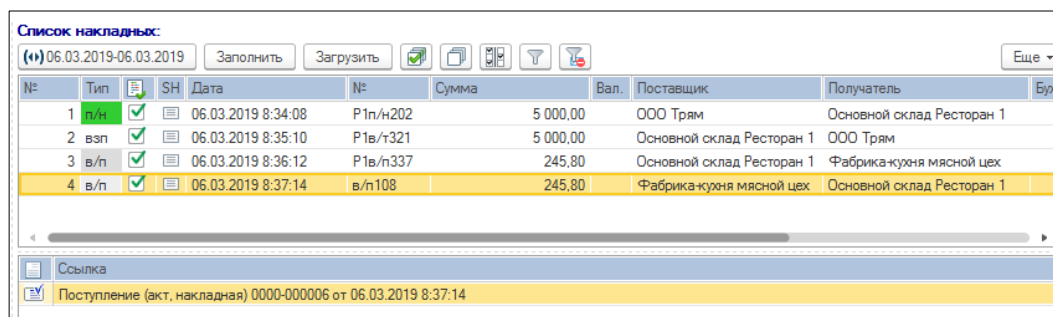 Список накладных:
06.03.2019-06.03.2019 Заполнить Загрузить Еще
№ Тип SH Дата № Сумма Вал. Поставщик Получатель Бух
1 п/н 06.03.2019 8:34:08 Р1п/н202 5 000,00 ООО Трям Основной склад Ресторан 1
2 взп 06.03.2019 8:35:10 Р1в/т321 5 000,00 Основной склад Ресторан 1 ООО Трям
3 в/п 06.03.2019 8:36:12 Р1в/п337 245,80 Основной склад Ресторан 1 Фабрика-кухня мясной цех
4 в/п 06.03.2019 8:37:14 в/п108 245,80 Фабрика-кухня мясной цех Основной склад Ресторан 1
Ссылка
Поступление (акт, накладная) 0000-000006 от 06.03.2019 8:37:14